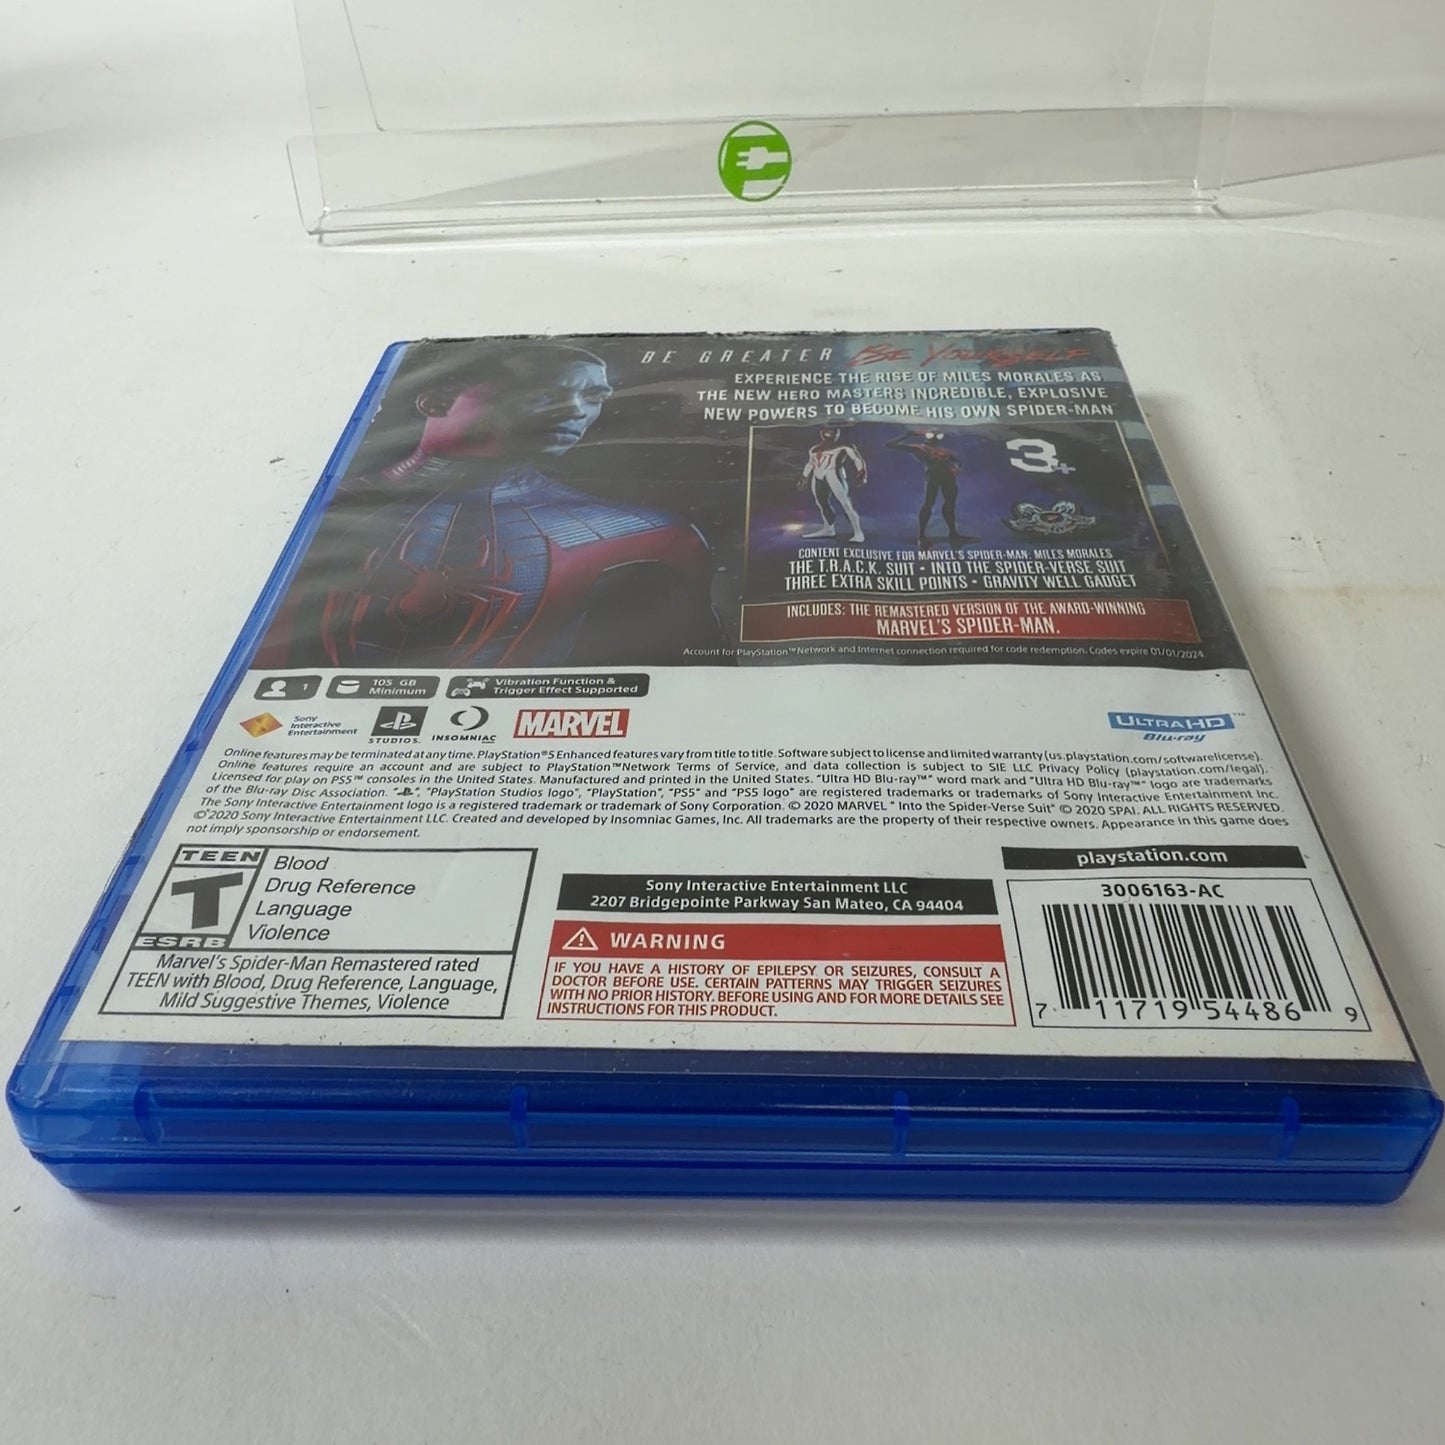 BE GREATER BE YOURSELF
EXPERIENCE THE RISE OF MILES MORALES AS
THE NEW HERO MASTERS INCREDIBLE, EXPLOSIVE
NEW POWERS TO BECOME HIS OWN SPIDER-MAN
3+
CONTENT EXCLUSIVE FOR MARVEL'S SPIDER-MAN: MILES MORALES
THE T.R.A.C.K. SUIT • INTO THE SPIDER-VERSE SUIT
THREE EXTRA SKILL POINTS • GRAVITY WELL GADGET
INCLUDES: THE REMASTERED VERSION OF THE AWARD-WINNING
MARVEL'S SPIDER-MAN.
Account for PlayStation™Network and Internet connection required for code redemption. Codes expire 01/01/2024
1
105 GB
Minimum
Vibration Function &
Trigger Effect Supported
Sony
Interactive
Entertainment
STUDIOS
INSOMNIAC
MARVEL
ULTRA HD™
Blu-ray
Online features may be terminated at any time. PlayStation®5 Enhanced features vary from title to title. Software subject to license and limited warranty (us.playstation.com/softwarelicense).
Online features require an account and are subject to PlayStation™Network Terms of Service, and data collection is subject to SIE LLC Privacy Policy (playstation.com/legal).
Licensed for play on PS5™ consoles in the United States. Manufactured and printed in the United States. "Ultra HD Blu-ray™" word mark and "Ultra HD Blu-ray™" logo are trademarks
of the Blu-ray Disc Association. "PS", "PlayStation Studios logo", "PlayStation", "PS5" and "PS5 logo" are registered trademarks or trademarks of Sony Interactive Entertainment Inc.
The Sony Interactive Entertainment logo is a registered trademark or trademark of Sony Corporation. © 2020 MARVEL "Into the Spider-Verse Suit" © 2020 SPAI. ALL RIGHTS RESERVED.
©2020 Sony Interactive Entertainment LLC. Created and developed by Insomniac Games, Inc. All trademarks are the property of their respective owners. Appearance in this game does
not imply sponsorship or endorsement.
TEEN
T
ESRB
Blood
Drug Reference
Language
Violence
Marvel's Spider-Man Remastered rated
TEEN with Blood, Drug Reference, Language,
Mild Suggestive Themes, Violence
Sony Interactive Entertainment LLC
2207 Bridgepointe Parkway San Mateo, CA 94404
WARNING
IF YOU HAVE A HISTORY OF EPILEPSY OR SEIZURES, CONSULT A
DOCTOR BEFORE USE. CERTAIN PATTERNS MAY TRIGGER SEIZURES
WITH NO PRIOR HISTORY. BEFORE USING AND FOR MORE DETAILS SEE
INSTRUCTIONS FOR THIS PRODUCT.
playstation.com
3006163-AC
7 11719 54486 9